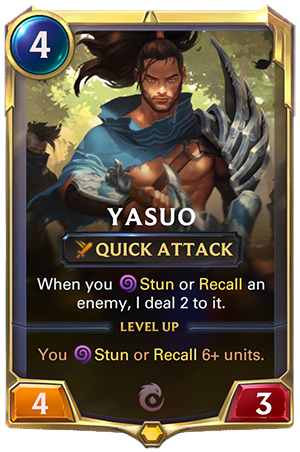 4
YASUO
QUICK ATTACK
When you Stun or Recall an
enemy, I deal 2 to it.
LEVEL UP
You Stun or Recall 6+ units.
4
3